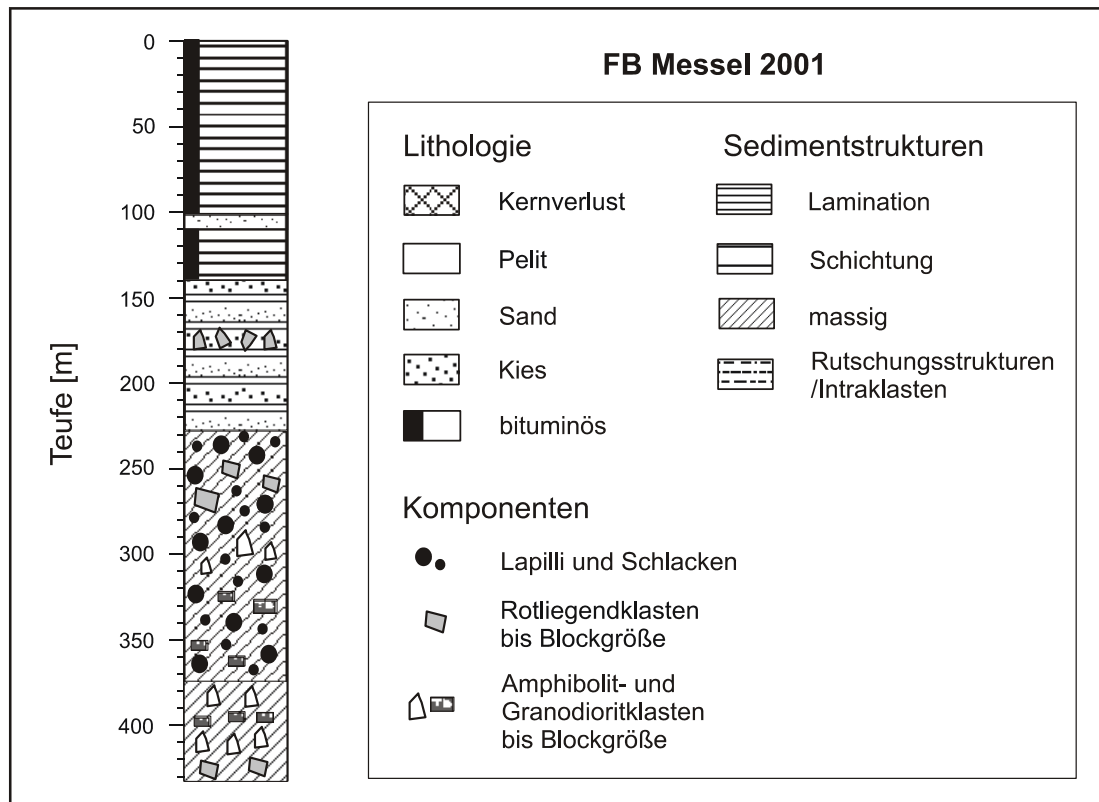 FB Messel 2001
Teufe [m]
0
50
100
150
200
250
300
350
400
Lithologie
Kernverlust
Pelit
Sand
Kies
bituminös
Sedimentstrukturen
Lamination
Schichtung
massig
Rutschungsstrukturen
/Intraklasten
Komponenten
Lapilli und Schlacken
Rotliegendklasten
bis Blockgröße
Amphibolit- und
Granodioritklasten
bis Blockgröße